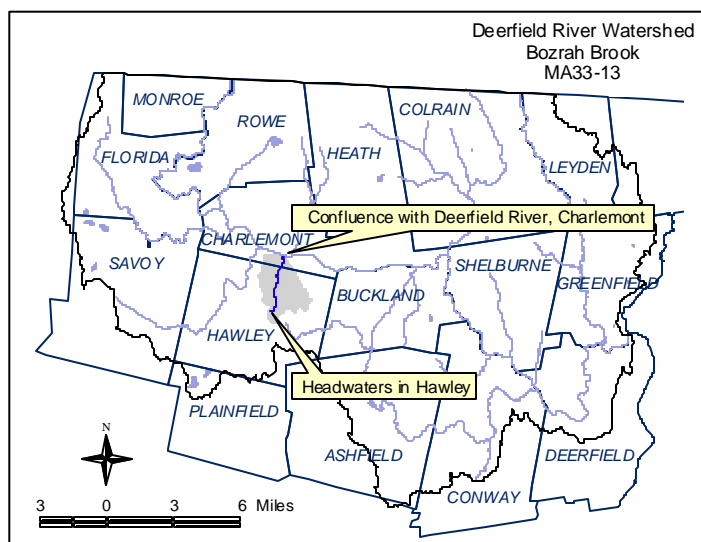 Deerfield River Watershed
Bozrah Brook
MA33-13
MONROE
ROWE
COLRAIN
FLORIDA
HEATH
LEYDEN
Confluence with Deerfield River, Charlemont
CHARLEMONT
SAVOY
SHELBURNE
GREENFIELD
BUCKLAND
HAWLEY
Headwaters in Hawley
PLAINFIELD
ASHFIELD
DEERFIELD
CONWAY
N
3 0 3 6 Miles